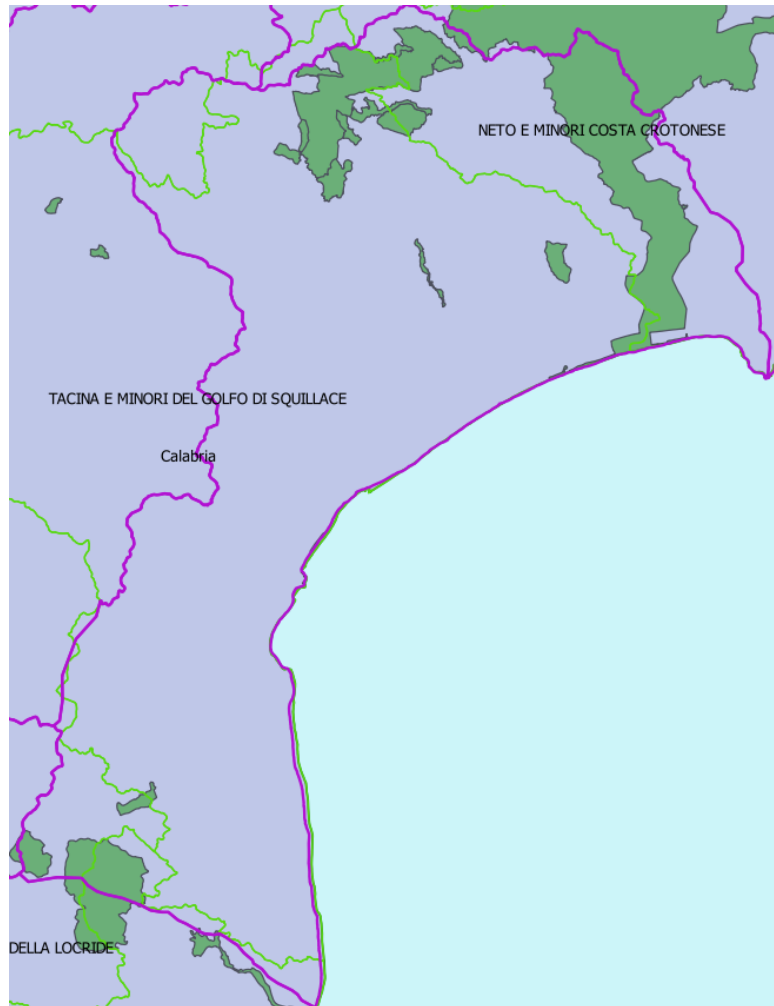 NETO E MINORI COSTA CROTONESE
TACINA E MINORI DEL GOLFO DI SQUILLACE
Calabria
DELLA LOCRIDE